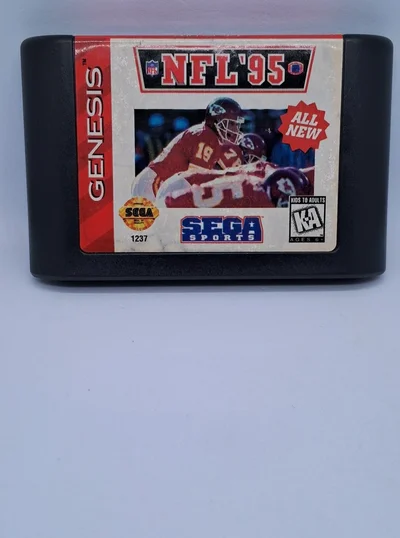 GENESIS
NFL '95
ALL
NEW
19
SEGA
1237
SEGA
SPORTS
KIDS TO ADULTS
K-A
AGES 6+